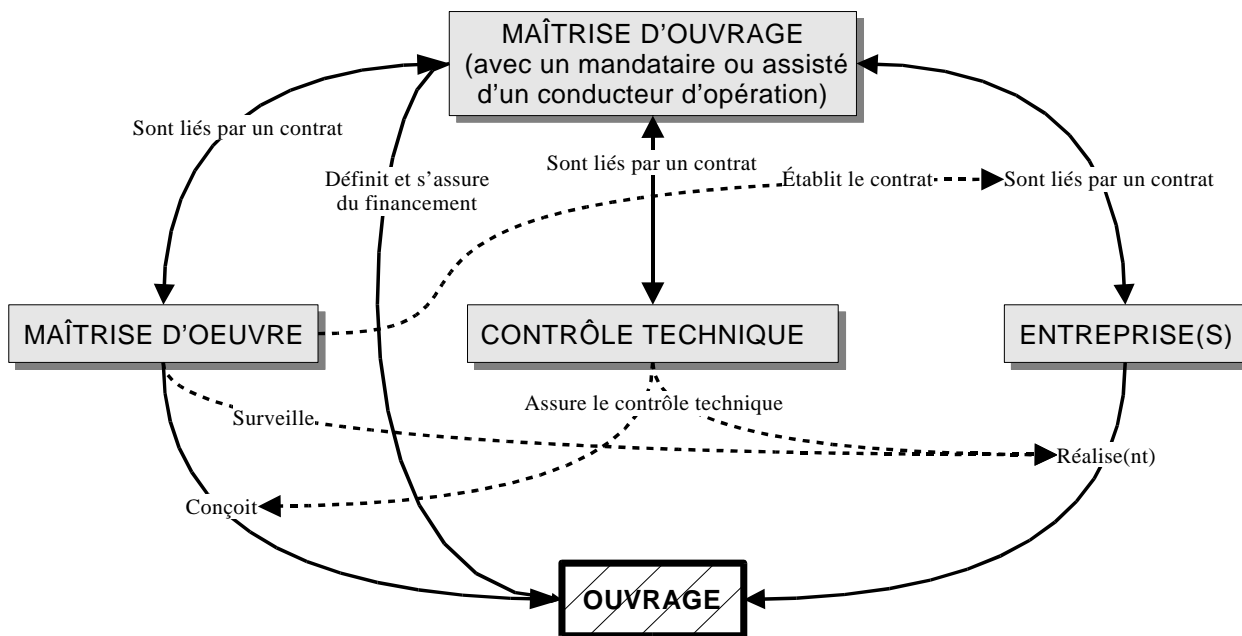 MAÎTRISE D’OUVRAGE
(avec un mandataire ou assisté
d’un conducteur d’opération)
Sont liés par un contrat
Sont liés par un contrat
Définit et s’assure
du financement
Établit le contrat
Sont liés par un contrat
MAÎTRISE D’OEUVRE
CONTRÔLE TECHNIQUE
ENTREPRISE(S)
Surveille
Assure le contrôle technique
Réalise(nt)
Conçoit
OUVRAGE